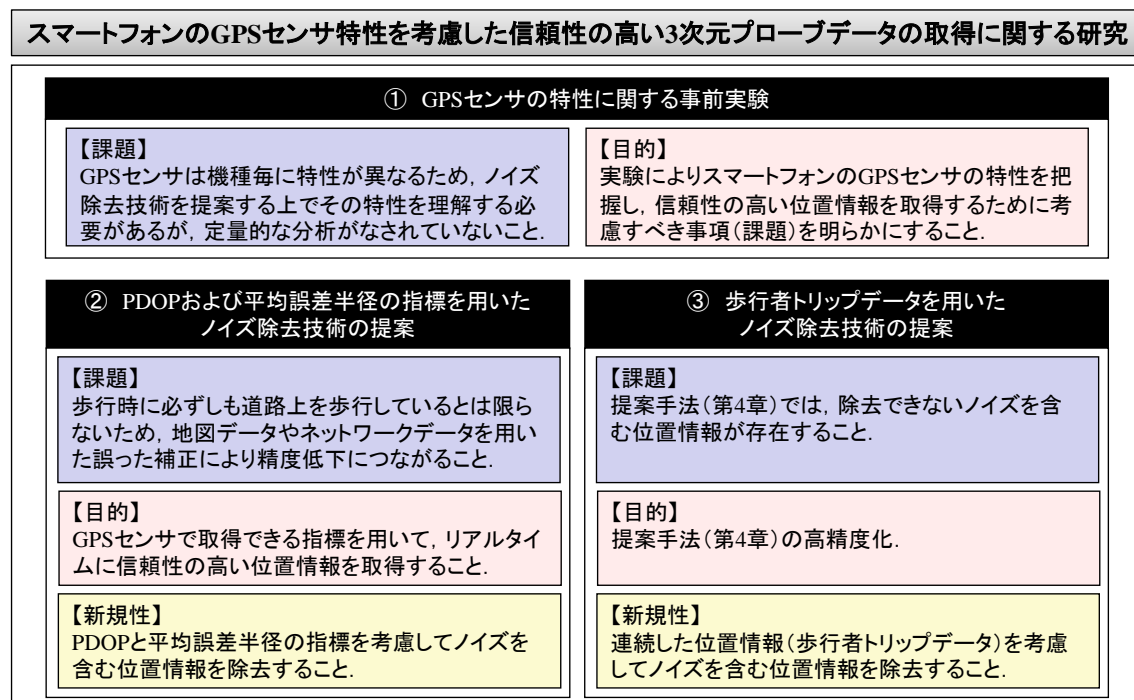 スマートフォンのGPSセンサ特性を考慮した信頼性の高い3次元プローブデータの取得に関する研究
① GPSセンサの特性に関する事前実験
【課題】
GPSセンサは機種毎に特性が異なるため，ノイズ
除去技術を提案する上でその特性を理解する必
要があるが，定量的な分析がなされていないこと．
【目的】
実験によりスマートフォンのGPSセンサの特性を把
握し，信頼性の高い位置情報を取得するために考
慮すべき事項（課題）を明らかにすること．
② PDOPおよび平均誤差半径の指標を用いた
ノイズ除去技術の提案
【課題】
歩行時に必ずしも道路上を歩行しているとは限ら
ないため，地図データやネットワークデータを用い
た誤った補正により精度低下につながること．
【目的】
GPSセンサで取得できる指標を用いて，リアルタイ
ムに信頼性の高い位置情報を取得すること．
【新規性】
PDOPと平均誤差半径の指標を考慮してノイズを
含む位置情報を除去すること．
③ 歩行者トリップデータを用いた
ノイズ除去技術の提案
【課題】
提案手法（第4章）では，除去できないノイズを含
む位置情報が存在すること．
【目的】
提案手法（第4章）の高精度化．
【新規性】
連続した位置情報（歩行者トリップデータ）を考慮
してノイズを含む位置情報を除去すること．